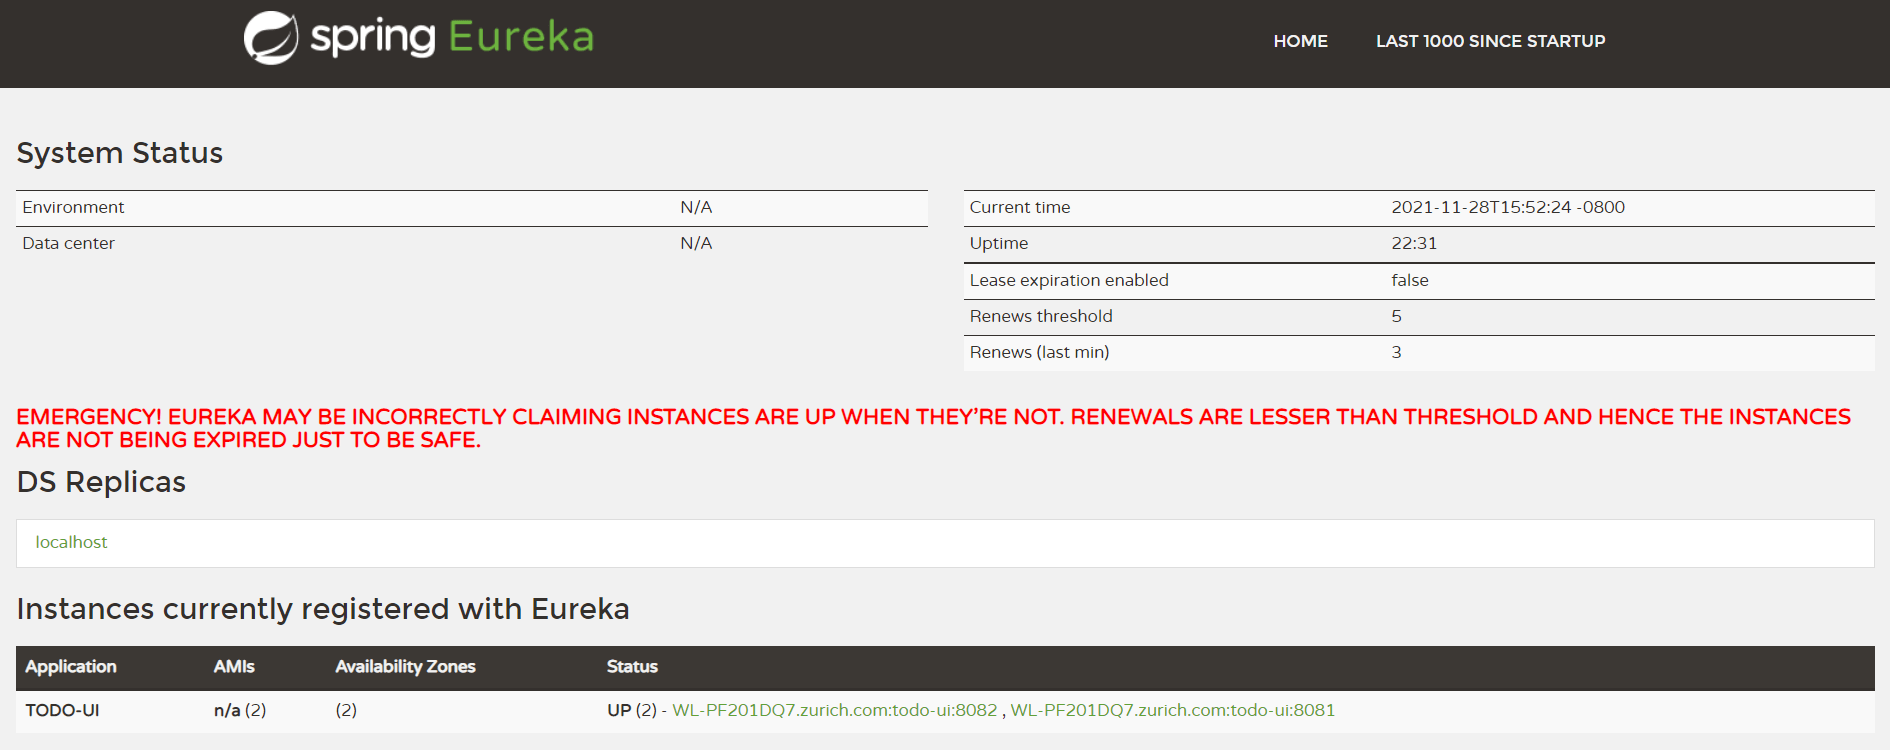 spring Eureka
HOME LAST 1000 SINCE STARTUP
System Status
Environment N/A
Data center N/A
Current time 2021-11-28T15:52:24 -0800
Uptime 22:31
Lease expiration enabled false
Renews threshold 5
Renews (last min) 3
EMERGENCY! EUREKA MAY BE INCORRECTLY CLAIMING INSTANCES ARE UP WHEN THEY'RE NOT. RENEWALS ARE LESSER THAN THRESHOLD AND HENCE THE INSTANCES
ARE NOT BEING EXPIRED JUST TO BE SAFE.
DS Replicas
localhost
Instances currently registered with Eureka
Application AMIs Availability Zones Status
TODO-UI n/a (2) (2) UP (2) - WL-PF201DQ7.zurich.com:todo-ui:8082 , WL-PF201DQ7.zurich.com:todo-ui:8081